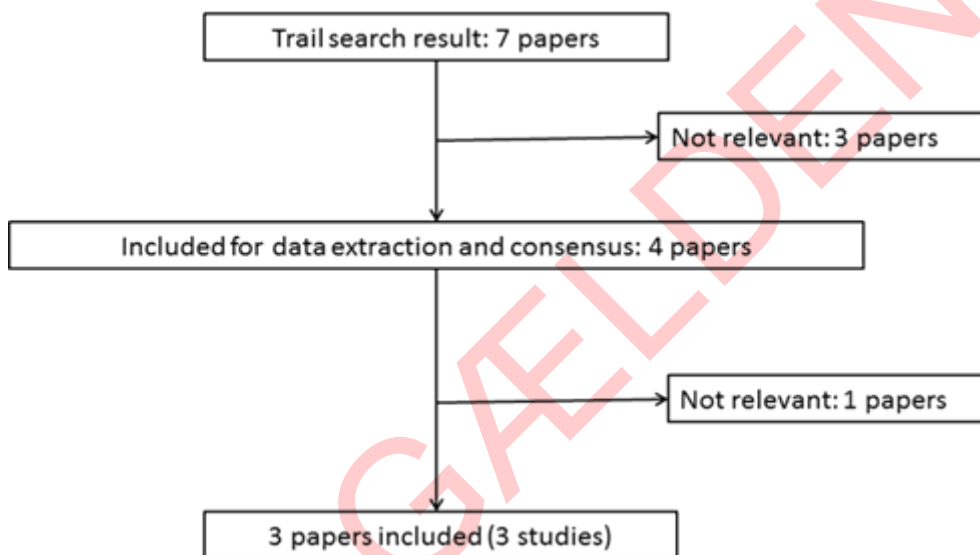 Trail search result: 7 papers
Not relevant: 3 papers
Included for data extraction and consensus: 4 papers
Not relevant: 1 papers
3 papers included (3 studies)
GÆLDEN